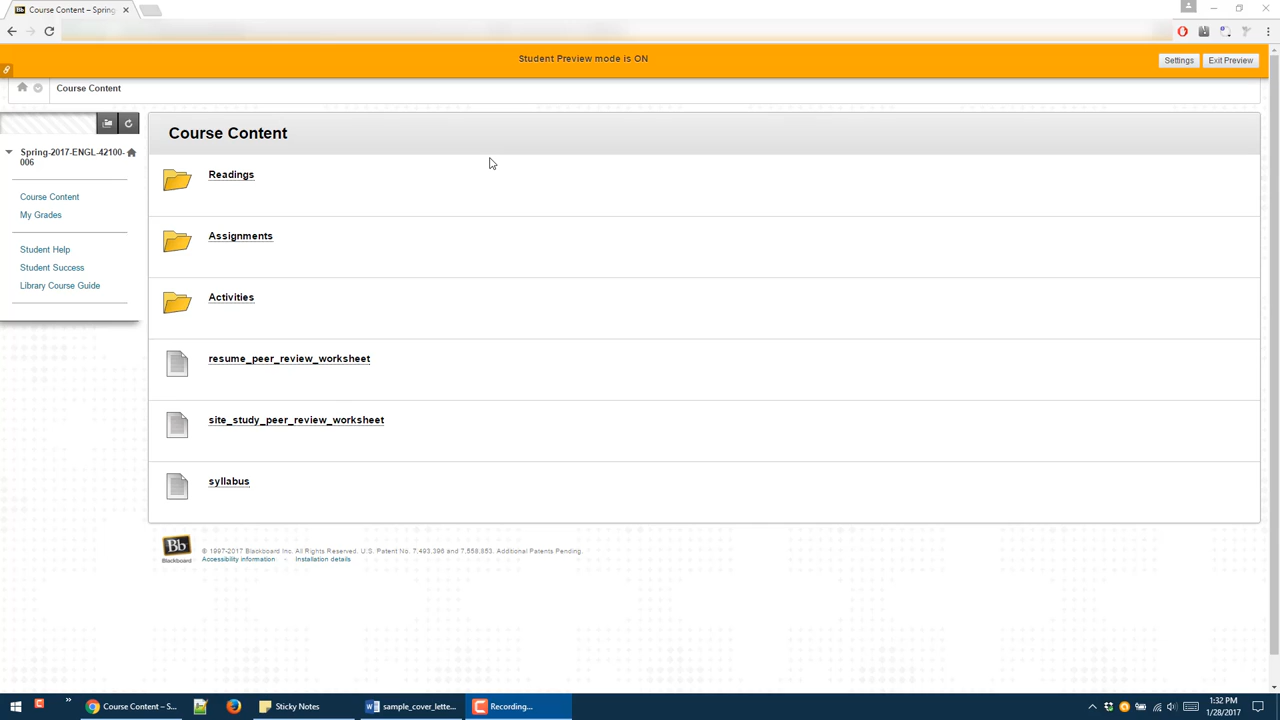 Course Content – Spring
Student Preview mode is ON
Settings
Exit Preview
Course Content
Spring-2017-ENGL-42100-
006
Course Content
My Grades
Student Help
Student Success
Library Course Guide
Course Content
Readings
Assignments
Activities
resume_peer_review_worksheet
site_study_peer_review_worksheet
syllabus
Bb
Blackboard
© 1997-2017 Blackboard Inc. All Rights Reserved. U.S. Patent No. 7,493,396 and 7,558,853. Additional Patents Pending.
Accessibility information - Installation details
Course Content – S...
Sticky Notes
sample_cover_lette...
Recording...
1:32 PM
1/28/2017